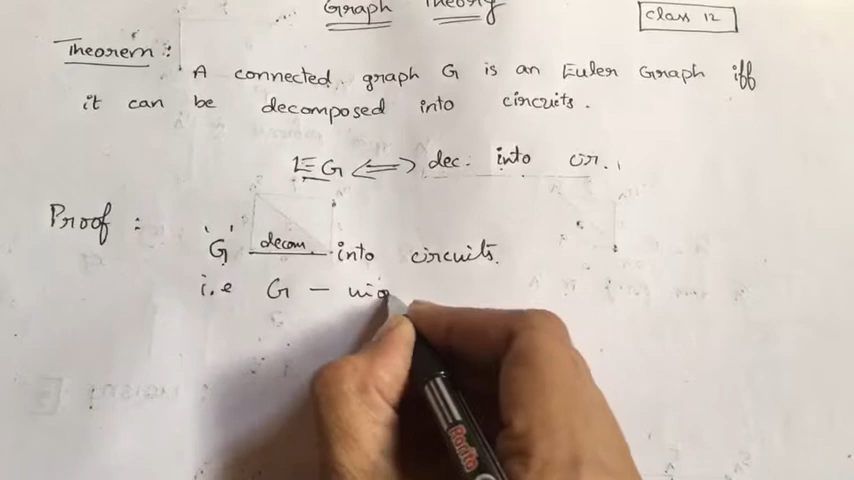 Graph Theory
Class 12
Theorem :
A connected graph G is an Euler Graph iff
it can be decomposed into circuits.
EG ⟺ dec. into cir.
Proof :
'G' decom into circuits.
i.e G –